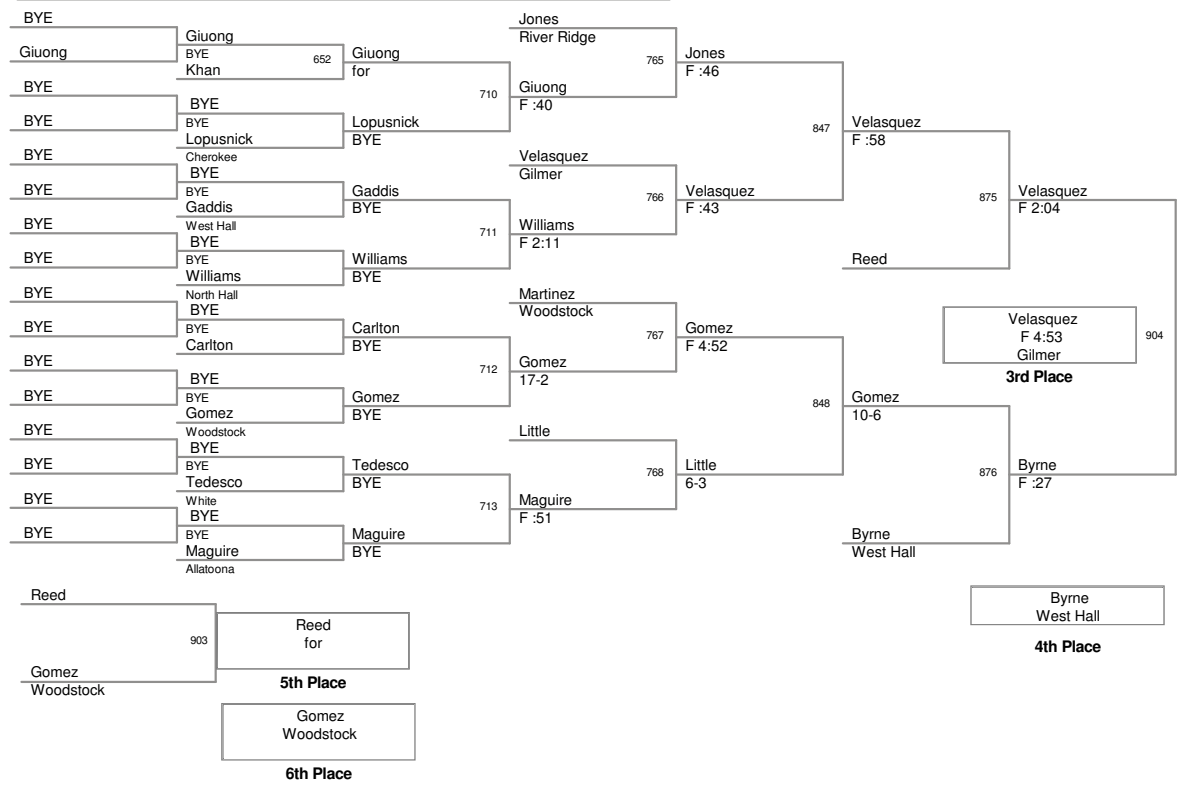 BYE
Giuong
BYE
BYE
BYE
BYE
BYE
BYE
BYE
BYE
BYE
BYE
BYE
BYE
BYE
BYE
Giuong
BYE
Khan
652
BYE
BYE
Lopusnick
Cherokee
BYE
BYE
Gaddis
West Hall
BYE
BYE
Williams
North Hall
BYE
BYE
Carlton
BYE
BYE
Gomez
Woodstock
BYE
BYE
Tedesco
White
BYE
BYE
Maguire
Allatoona
Giuong
for
710
Lopusnick
BYE
Gaddis
BYE
711
Williams
BYE
Carlton
BYE
712
Gomez
BYE
Tedesco
BYE
713
Maguire
BYE
Jones
River Ridge
765
Giuong
F :40
Velasquez
Gilmer
766
Williams
F 2:11
Martinez
Woodstock
767
Gomez
17-2
Little
768
Maguire
F :51
Jones
F :46
847
Velasquez
F :43
Gomez
F 4:52
848
Little
6-3
Velasquez
F :58
875
Reed
Gomez
10-6
876
Byrne
West Hall
Velasquez
F 2:04
904
Byrne
F :27
Velasquez
F 4:53
Gilmer
3rd Place
Byrne
West Hall
4th Place
Reed
903
Gomez
Woodstock
Reed
for
5th Place
Gomez
Woodstock
6th Place